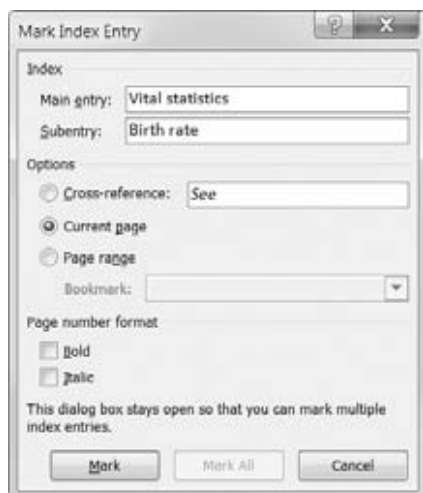 Mark Index Entry
Index
Main entry: Vital statistics
Subentry: Birth rate
Options
Cross-reference: See
Current page
Page range
Bookmark:
Page number format
Bold
Italic
This dialog box stays open so that you can mark multiple
index entries.
Mark Mark All Cancel